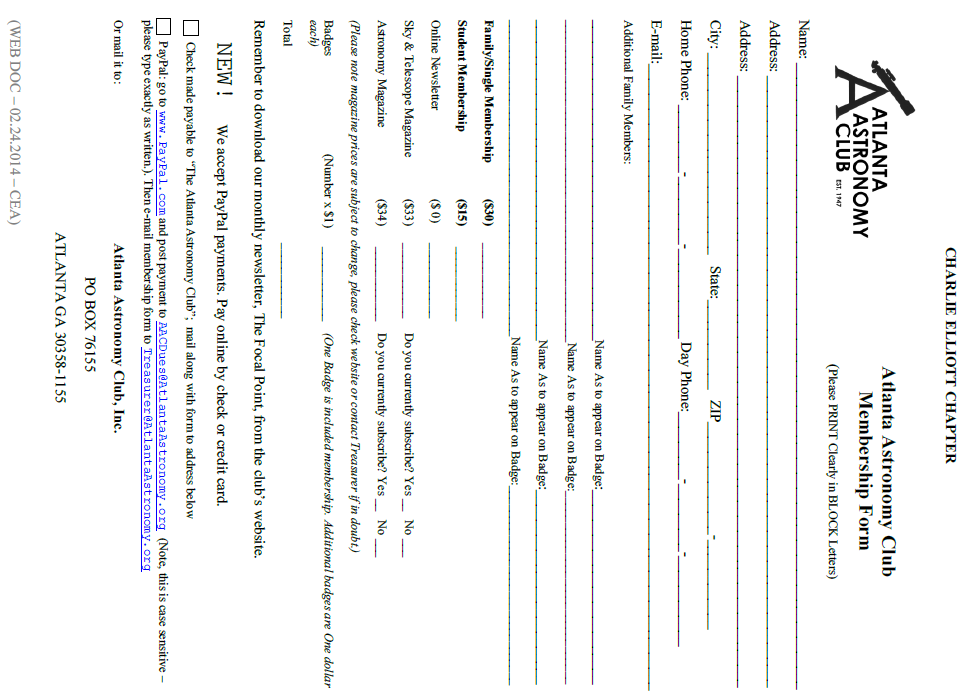 CHARLIE ELLIOTT CHAPTER
ATLANTA
ASTRONOMY
CLUB
EST. 1947
Atlanta Astronomy Club
Membership Form
(Please PRINT Clearly in BLOCK Letters)
Name:
Address:
Address:
City: State: ZIP -
Home Phone: - - Day Phone: - -
E-mail:
Additional Family Members:
Name As to appear on Badge:
Name As to appear on Badge:
Name As to appear on Badge:
Name As to appear on Badge:
Family/Single Membership ($30)
Student Membership ($15)
Online Newsletter ($ 0)
Sky & Telescope Magazine ($33) Do you currently subscribe? Yes __ No __
Astronomy Magazine ($34) Do you currently subscribe? Yes __ No __
(Please note magazine prices are subject to change, please check website or contact Treasurer if in doubt.)
Badges (Number x $1) (One Badge is included membership. Additional badges are One dollar
each)
Total
Remember to download our monthly newsletter, The Focal Point, from the club's website.
NEW! We accept PayPal payments. Pay online by check or credit card.
Check made payable to "The Atlanta Astronomy Club"; mail along with form to address below
PayPal: go to www.PayPal.com and post payment to AACDues@AtlantaAstronomy.org (Note, this is case sensitive –
please type exactly as written.). Then e-mail membership form to Treasurer@AtlantaAstronomy.org
Or mail it to: Atlanta Astronomy Club, Inc.
PO BOX 76155
ATLANTA GA 30358-1155
(WEB DOC – 02.24.2014 – CEA)